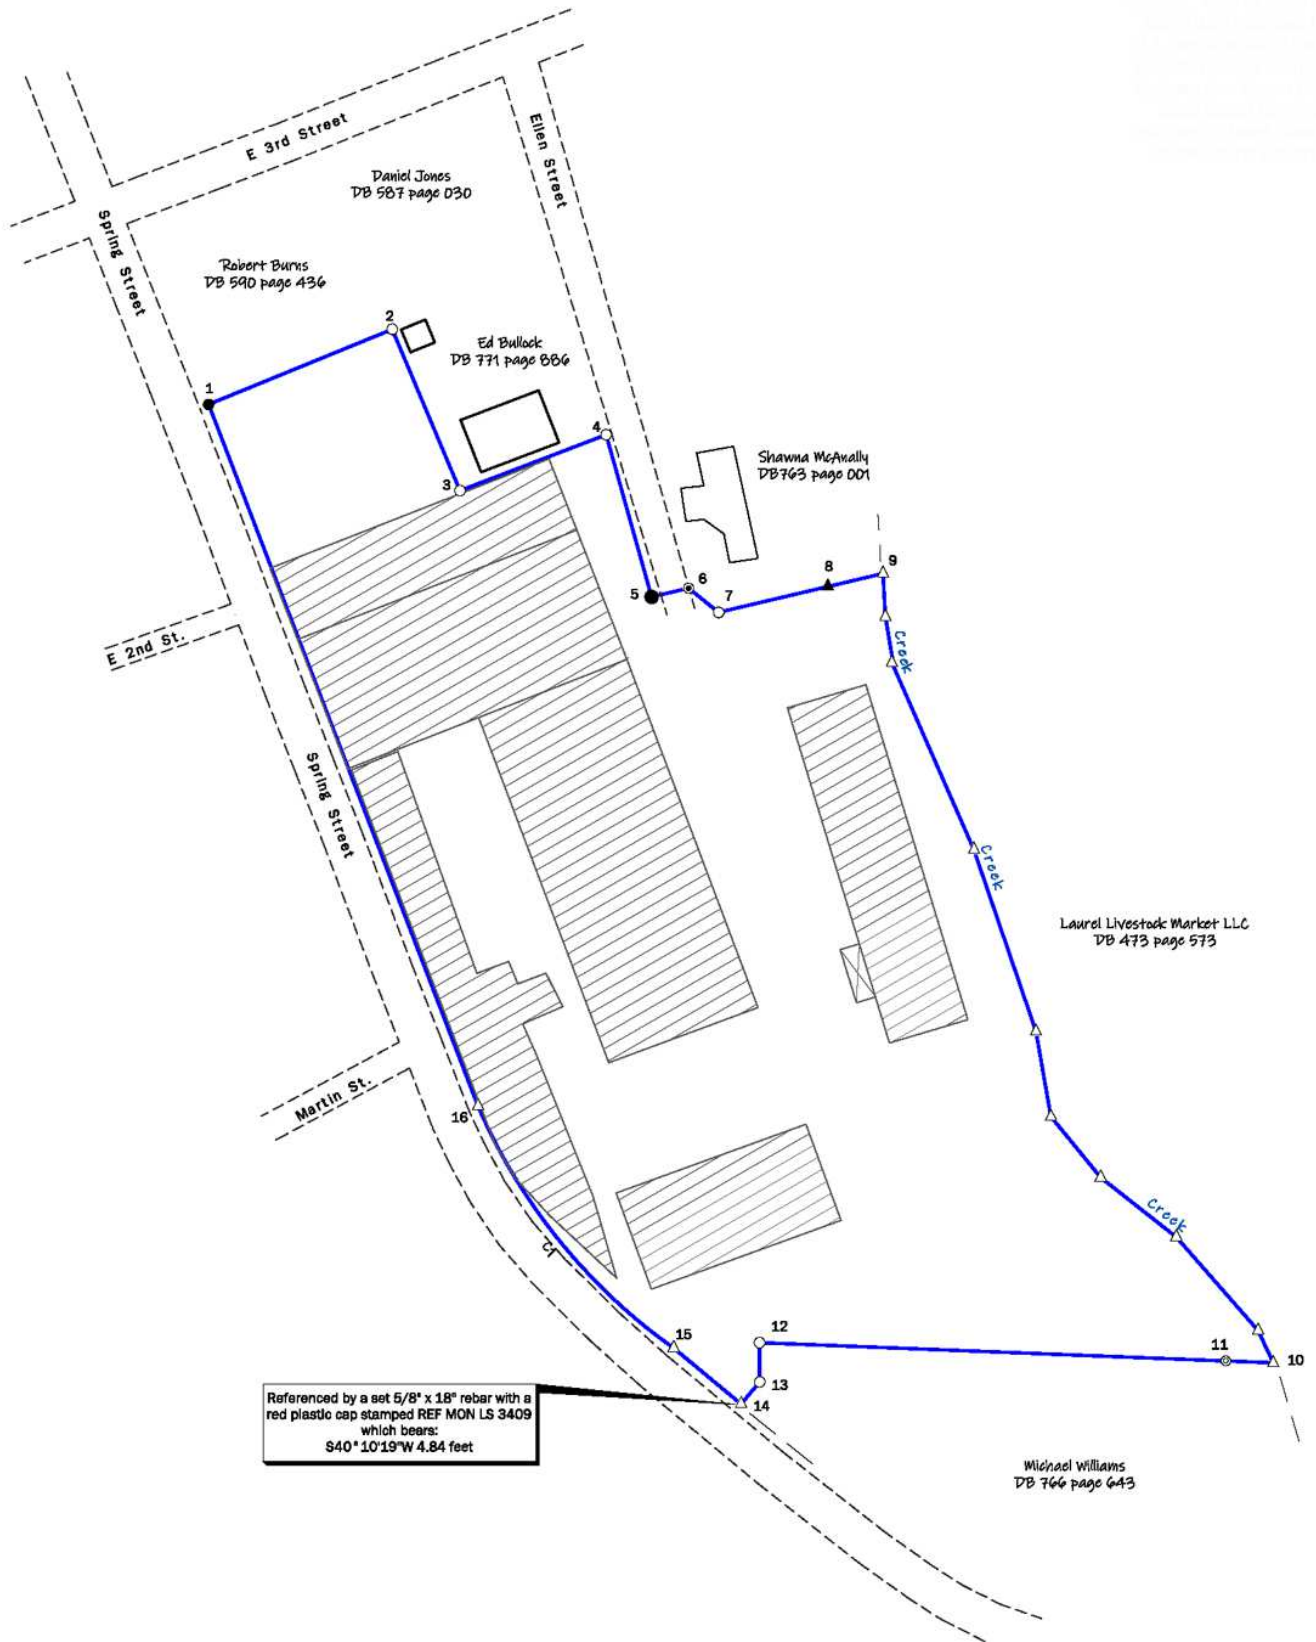 E 3rd Street
Ellen Street
Daniel Jones
DB 587 page 030
Spring Street
Robert Burns
DB 590 page 436
2
Ed Bullock
DB 771 page 886
1
4
Shawna McAnally
DB763 page 001
3
8
9
6
5
7
E 2nd St.
Creek
Spring Street
Creek
Laurel Livestock Market LLC
DB 473 page 573
Martin St.
16
Creek
C1
15
12
11
10
13
14
Referenced by a set 5/8" x 18" rebar with a
red plastic cap stamped REF MON LS 3409
which bears:
S40°10'19"W 4.84 feet
Michael Williams
DB 766 page 643